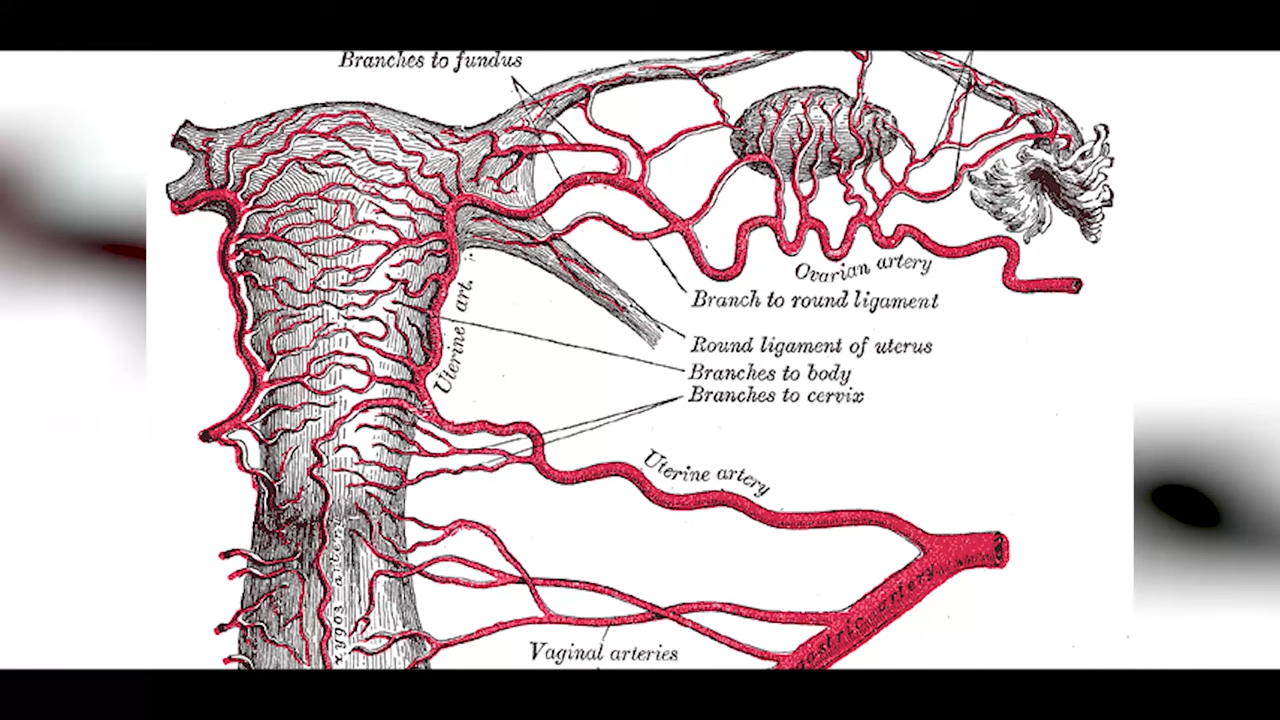 Branches to fundus
Ovarian artery
Branch to round ligament
Uterine art.
Round ligament of uterus
Branches to body
Branches to cervix
Uterine artery
artery
Vaginal arteries